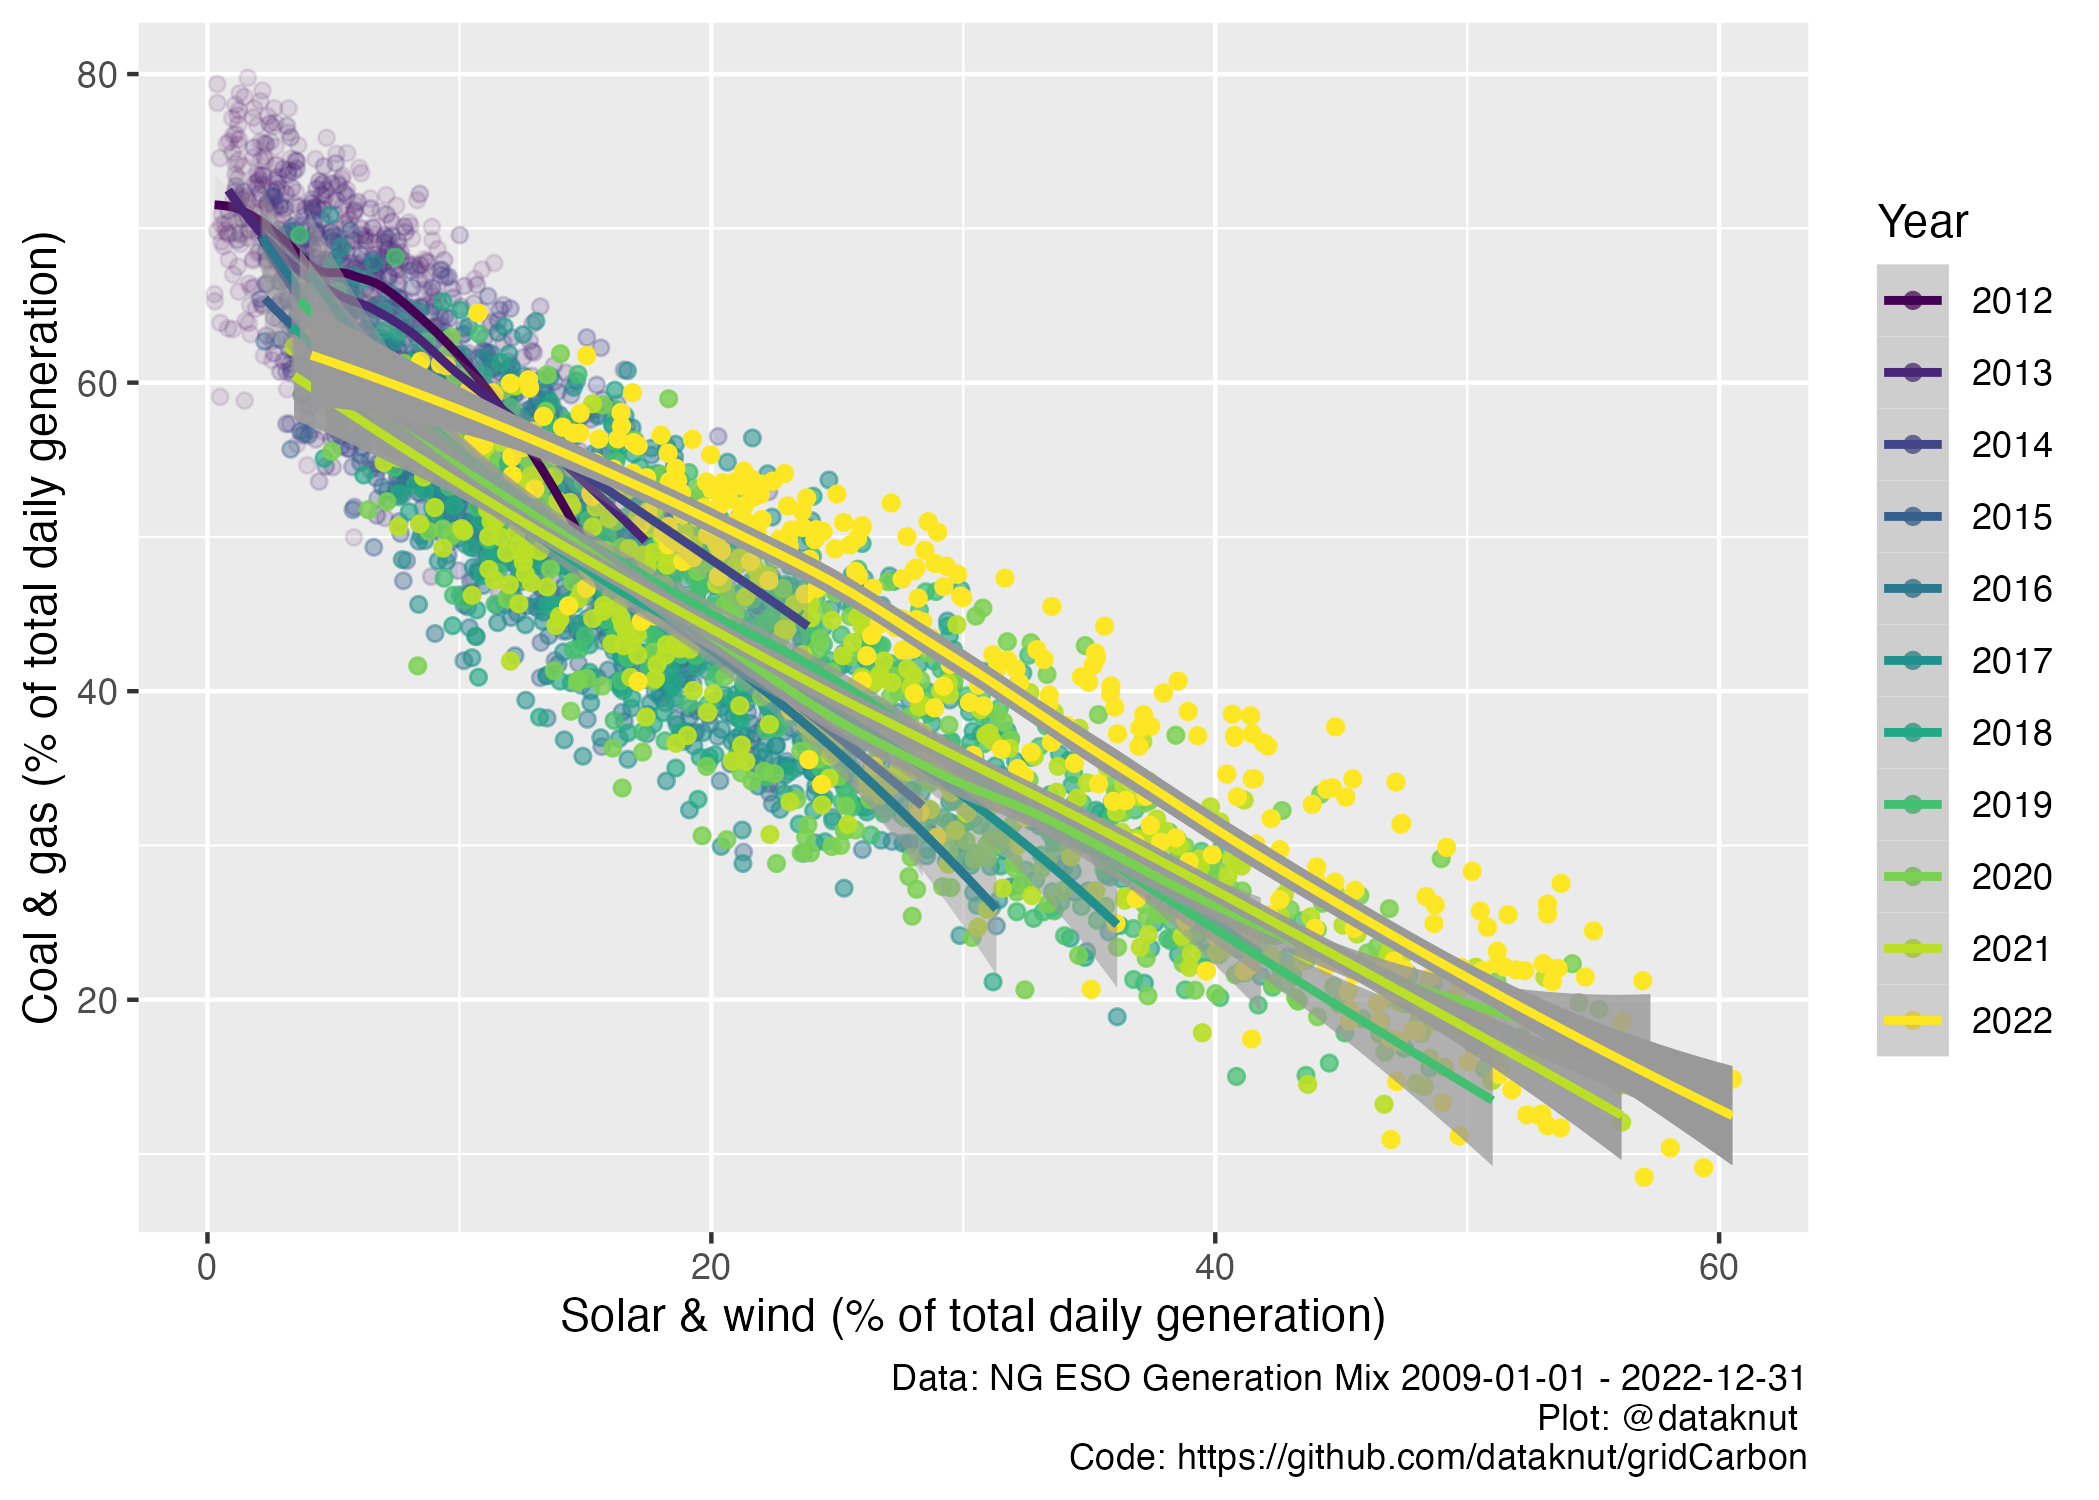 80
60
40
20
Coal & gas (% of total daily generation)
0 20 40 60
Solar & wind (% of total daily generation)
Year
2012
2013
2014
2015
2016
2017
2018
2019
2020
2021
2022
Data: NG ESO Generation Mix 2009-01-01 - 2022-12-31
Plot: @dataknut
Code: https://github.com/dataknut/gridCarbon